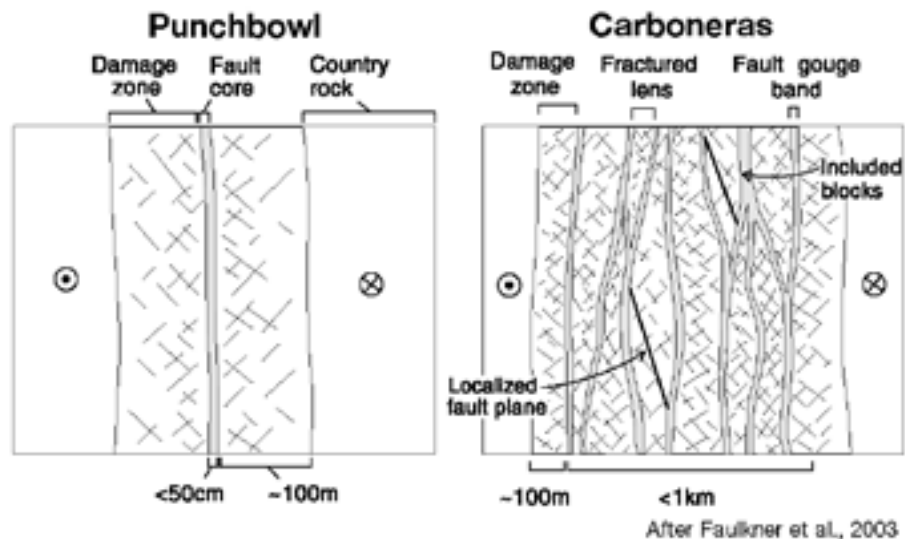 Punchbowl
Damage zone
Fault core
Country rock
<50cm
~100m
Carboneras
Damage zone
Fractured lens
Fault gouge band
Included blocks
Localized fault plane
~100m
<1km
After Faulkner et al., 2003